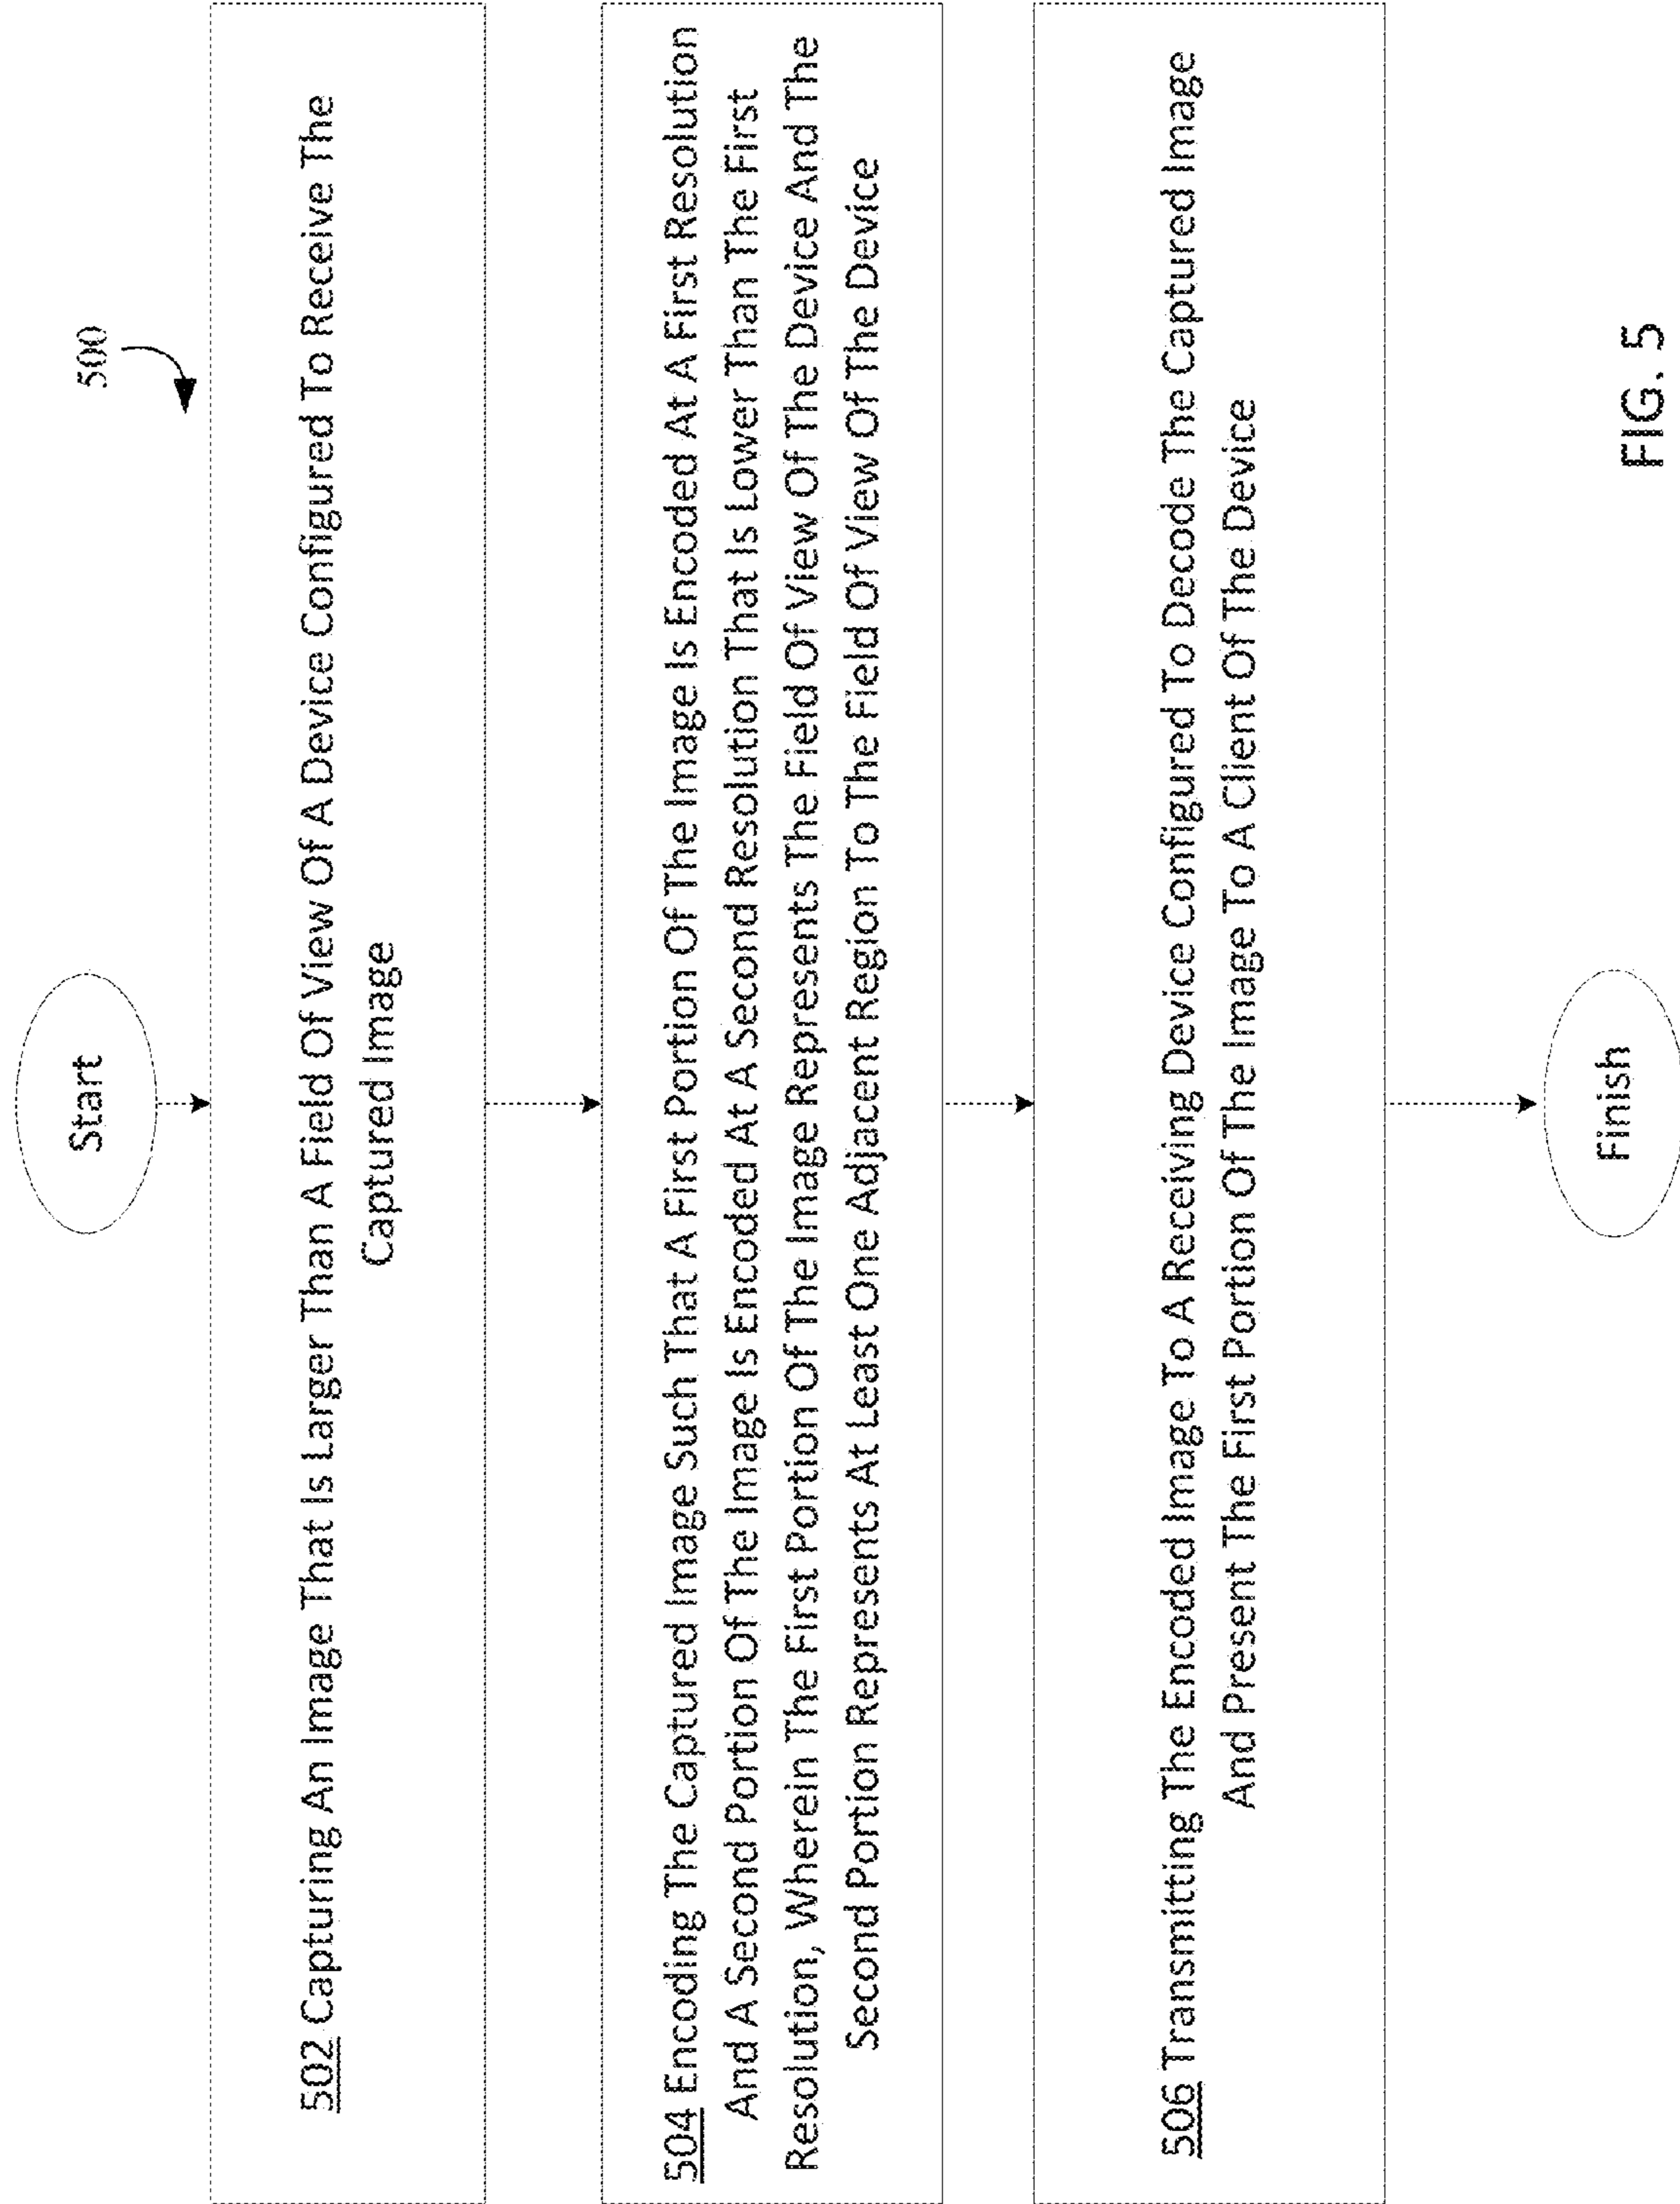 500
Start
502 Capturing An Image That Is Larger Than A Field Of View Of A Device Configured To Receive The
Captured Image
504 Encoding The Captured Image Such That A First Portion Of The Image Is Encoded At A First Resolution
And A Second Portion Of The Image Is Encoded At A Second Resolution That Is Lower Than The First
Resolution, Wherein The First Portion Of The Image Represents The Field Of View Of The Device And The
Second Portion Represents At Least One Adjacent Region To The Field Of View Of The Device
506 Transmitting The Encoded Image To A Receiving Device Configured To Decode The Captured Image
And Present The First Portion Of The Image To A Client Of The Device
Finish
FIG. 5